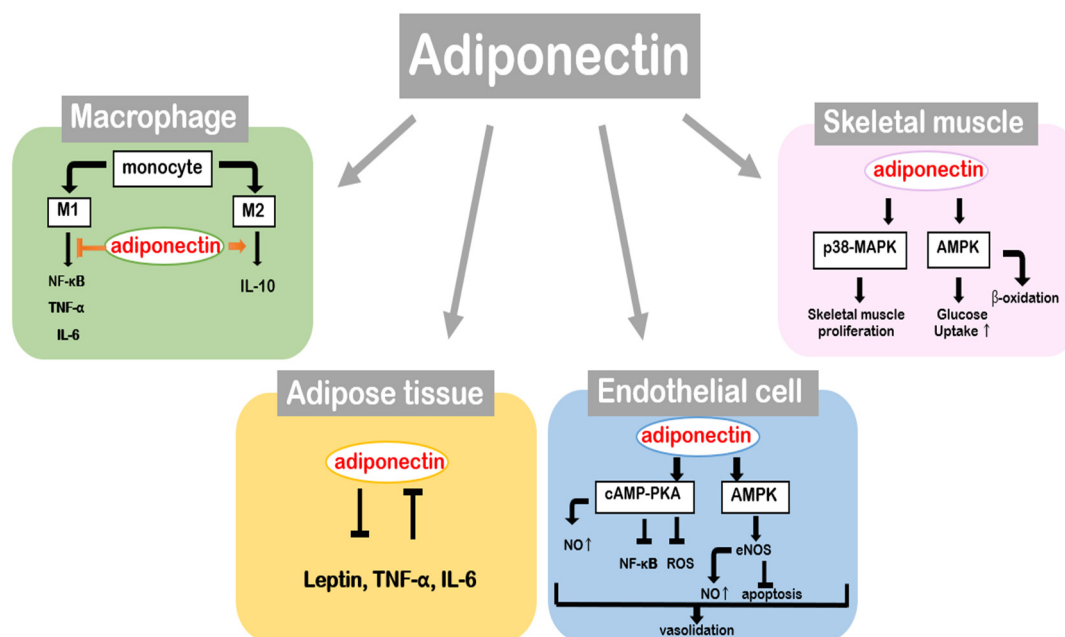 Adiponectin
Macrophage
monocyte
M1
M2
adiponectin
NF-κB
TNF-α
IL-6
IL-10
Skeletal muscle
adiponectin
p38-MAPK
AMPK
β-oxidation
Skeletal muscle
proliferation
Glucose
Uptake ↑
Adipose tissue
adiponectin
Leptin, TNF-α, IL-6
Endothelial cell
adiponectin
cAMP-PKA
AMPK
NO ↑
NF-κB
ROS
eNOS
NO ↑
apoptosis
vasolidation